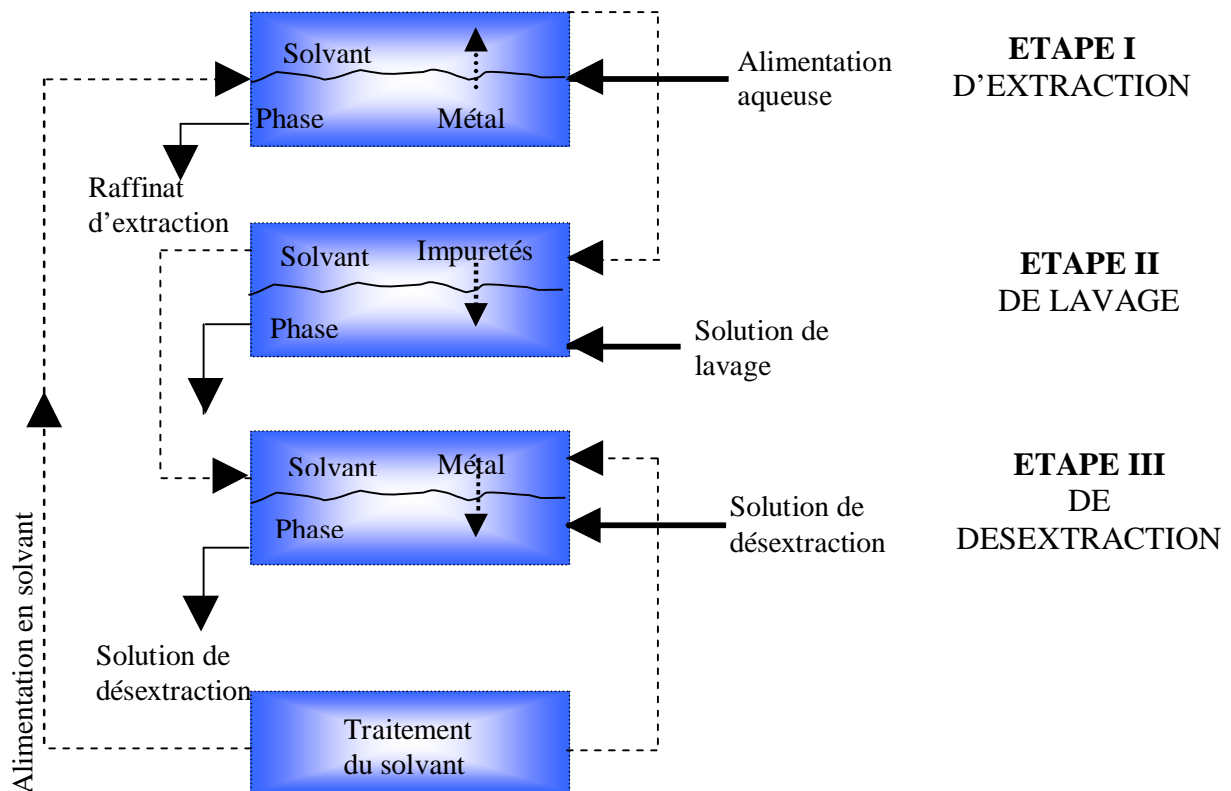 Solvant
Phase
Métal
Alimentation
aqueuse
ETAPE I
D’EXTRACTION
Raffinat
d’extraction
Solvant
Impuretés
Phase
Solution de
lavage
ETAPE II
DE LAVAGE
Solvant
Métal
Phase
Solution de
désextraction
ETAPE III
DE
DESEXTRACTION
Solution de
désextraction
Traitement
du solvant
Alimentation en solvant